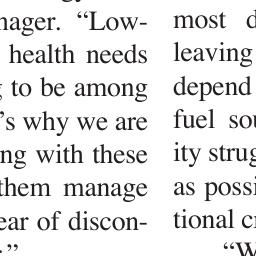 nager. “Low-
health needs
g to be among
’s why we are
ng with these
them manage
ear of discon-
.”
most d
leaving
depend
fuel sou
ity strug
as possi
tional cr
“W